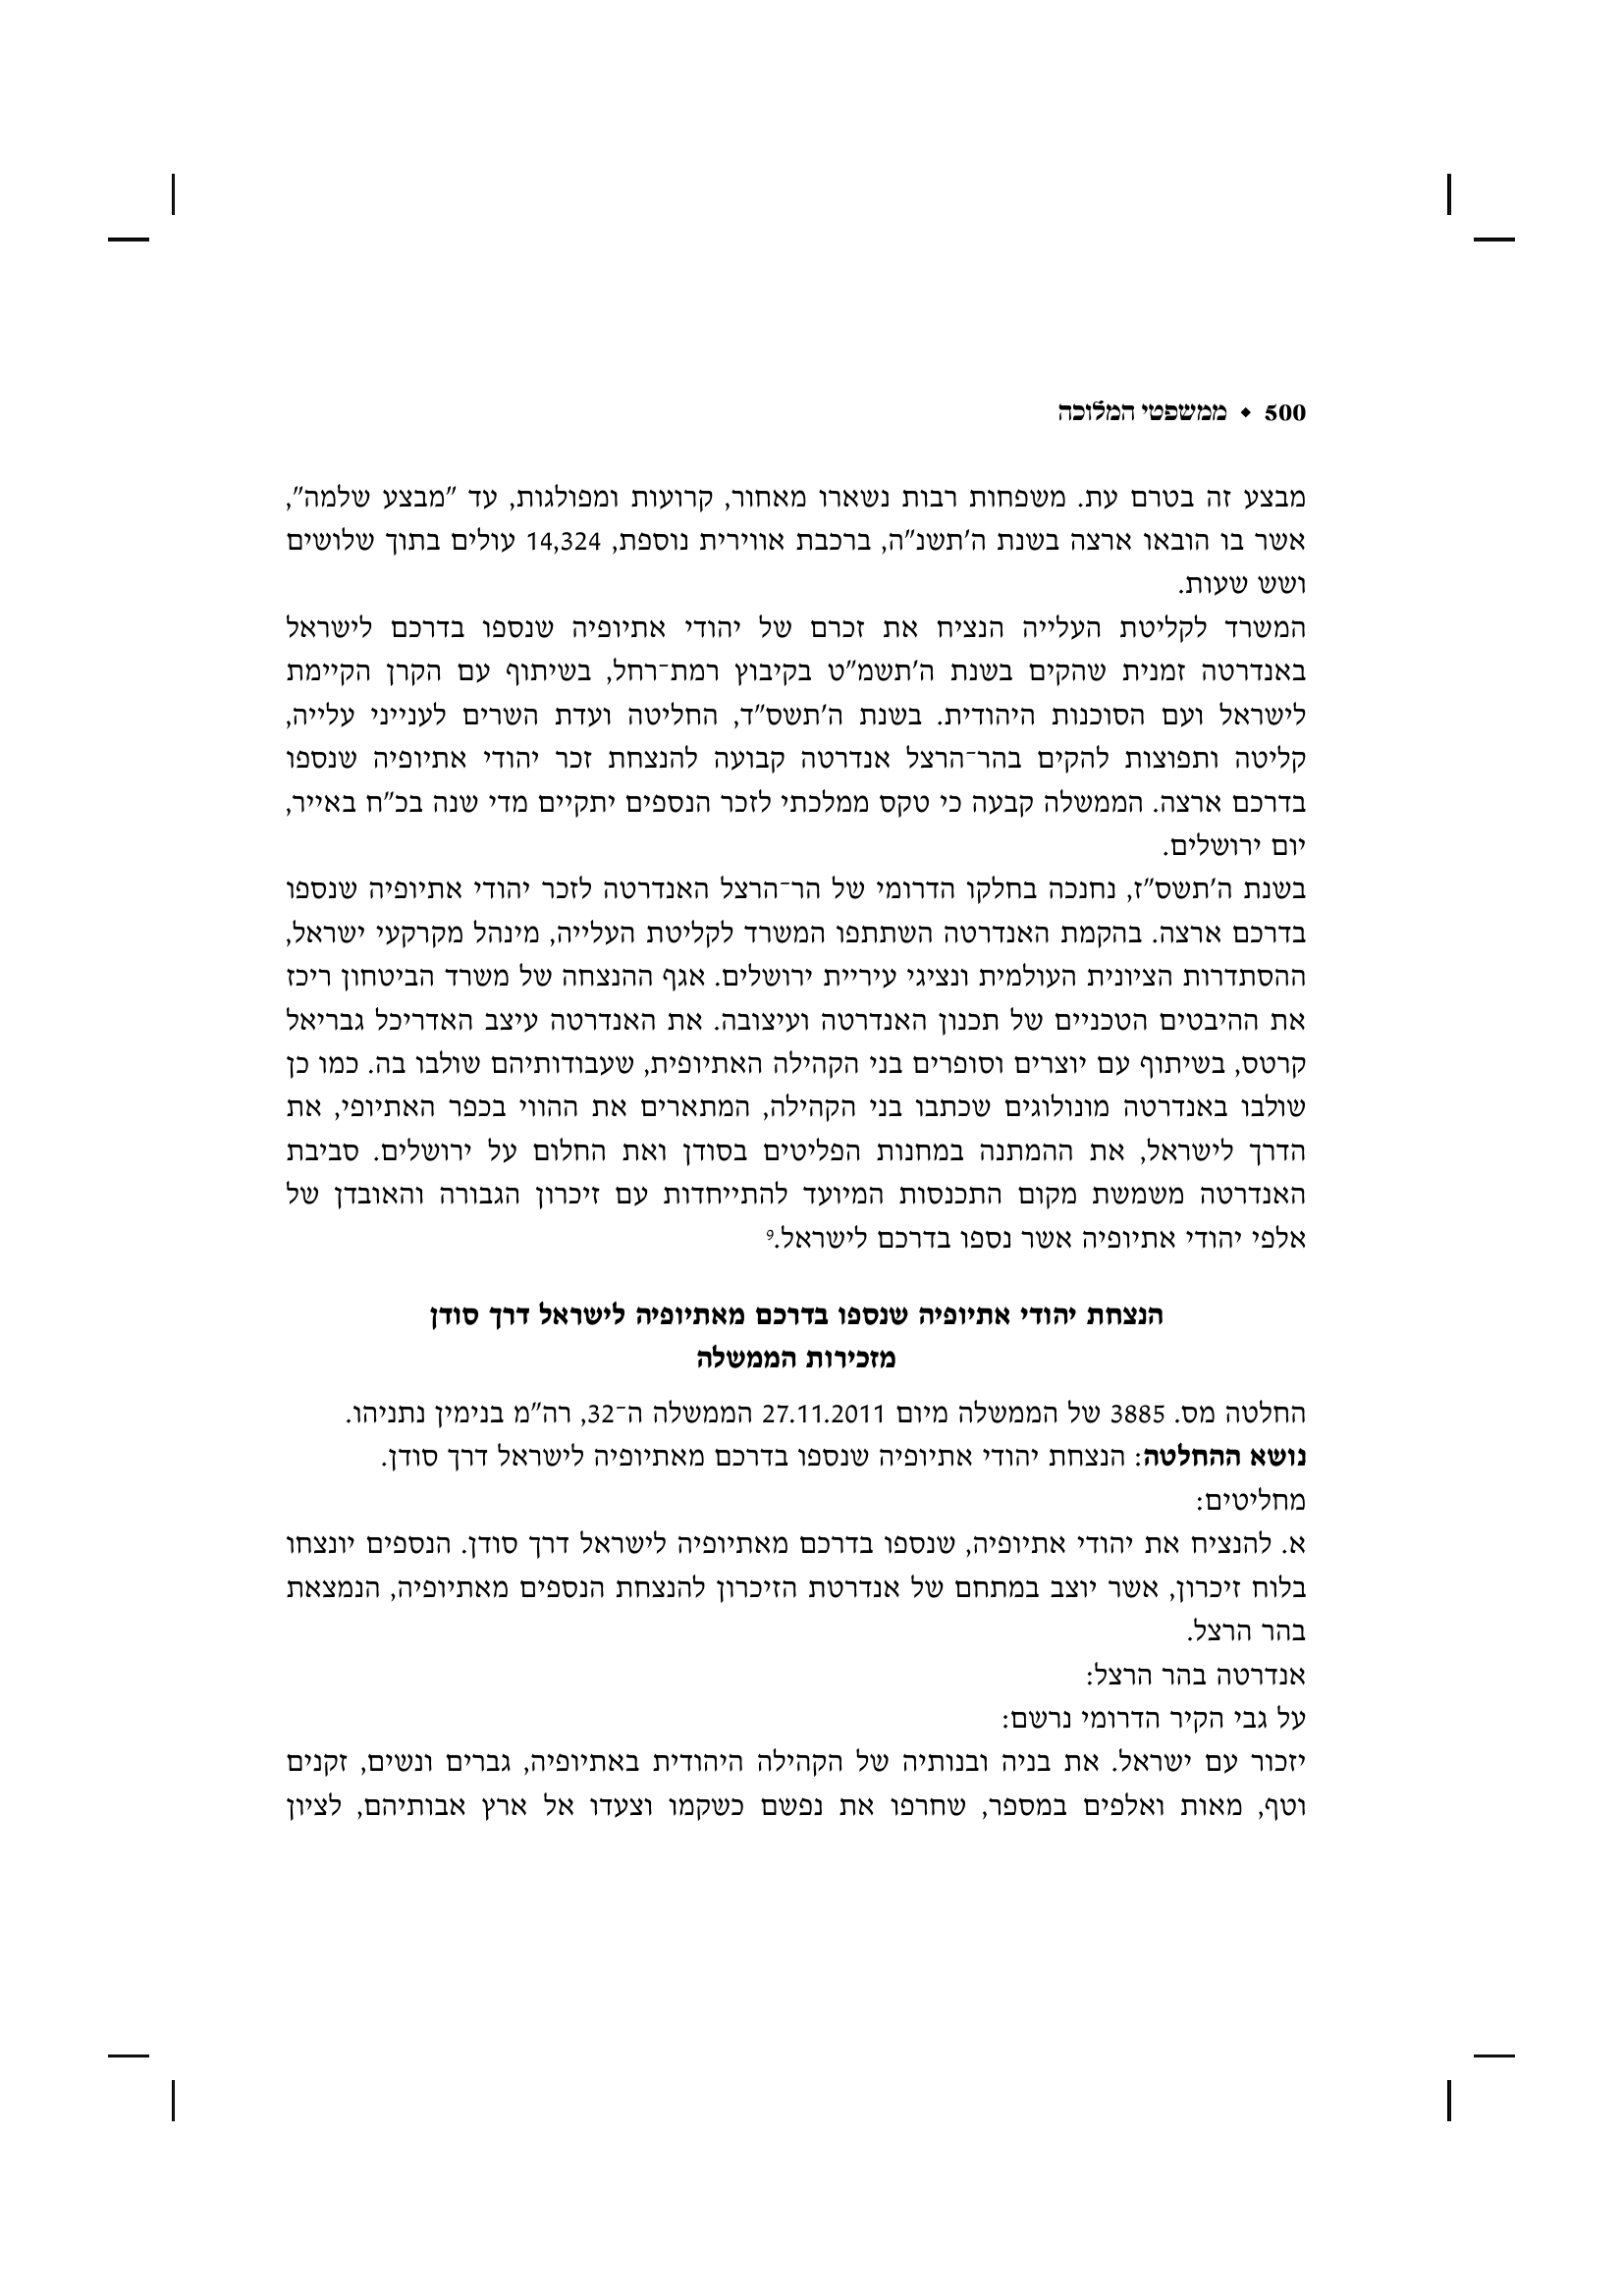 500 ◆ ממשפטי המלוכה
מבצע זה בטרם עת. משפחות רבות נשארו מאחור, קרועות ומפולגות, עד "מבצע שלמה",
אשר בו הובאו ארצה בשנת ה'תשנ"ה, ברכבת אווירית נוספת, 14,324 עולים בתוך שלושים
ושש שעות.
המשרד לקליטת העלייה הנציח את זכרם של יהודי אתיופיה שנספו בדרכם לישראל
באנדרטה זמנית שהקים בשנת ה'תשמ"ט בקיבוץ רמת־רחל, בשיתוף עם הקרן הקיימת
לישראל ועם הסוכנות היהודית. בשנת ה'תשס"ד, החליטה ועדת השרים לענייני עלייה,
קליטה ותפוצות להקים בהר־הרצל אנדרטה קבועה להנצחת זכר יהודי אתיופיה שנספו
בדרכם ארצה. הממשלה קבעה כי טקס ממלכתי לזכר הנספים יתקיים מדי שנה בכ"ח באייר,
יום ירושלים.
בשנת ה'תשס"ז, נחנכה בחלקו הדרומי של הר־הרצל האנדרטה לזכר יהודי אתיופיה שנספו
בדרכם ארצה. בהקמת האנדרטה השתתפו המשרד לקליטת העלייה, מינהל מקרקעי ישראל,
ההסתדרות הציונית העולמית ונציגי עיריית ירושלים. אגף ההנצחה של משרד הביטחון ריכז
את ההיבטים הטכניים של תכנון האנדרטה ועיצובה. את האנדרטה עיצב האדריכל גבריאל
קרטס, בשיתוף עם יוצרים וסופרים בני הקהילה האתיופית, שעבודותיהם שולבו בה. כמו כן
שולבו באנדרטה מונולוגים שכתבו בני הקהילה, המתארים את ההווי בכפר האתיופי, את
הדרך לישראל, את ההמתנה במחנות הפליטים בסודן ואת החלום על ירושלים. סביבת
האנדרטה משמשת מקום התכנסות המיועד להתייחדות עם זיכרון הגבורה והאובדן של
אלפי יהודי אתיופיה אשר נספו בדרכם לישראל.9
הנצחת יהודי אתיופיה שנספו בדרכם מאתיופיה לישראל דרך סודן
מזכירות הממשלה
החלטה מס. 3885 של הממשלה מיום 27.11.2011 הממשלה ה־32, רה"מ בנימין נתניהו.
נושא ההחלטה: הנצחת יהודי אתיופיה שנספו בדרכם מאתיופיה לישראל דרך סודן.
מחליטים:
א. להנציח את יהודי אתיופיה, שנספו בדרכם מאתיופיה לישראל דרך סודן. הנספים יונצחו
בלוח זיכרון, אשר יוצב במתחם של אנדרטת הזיכרון להנצחת הנספים מאתיופיה, הנמצאת
בהר הרצל.
אנדרטה בהר הרצל:
על גבי הקיר הדרומי נרשם:
יזכור עם ישראל. את בניה ובנותיה של הקהילה היהודית באתיופיה, גברים ונשים, זקנים
וטף, מאות ואלפים במספר, שחרפו את נפשם כשקמו וצעדו אל ארץ אבותיהם, לציון